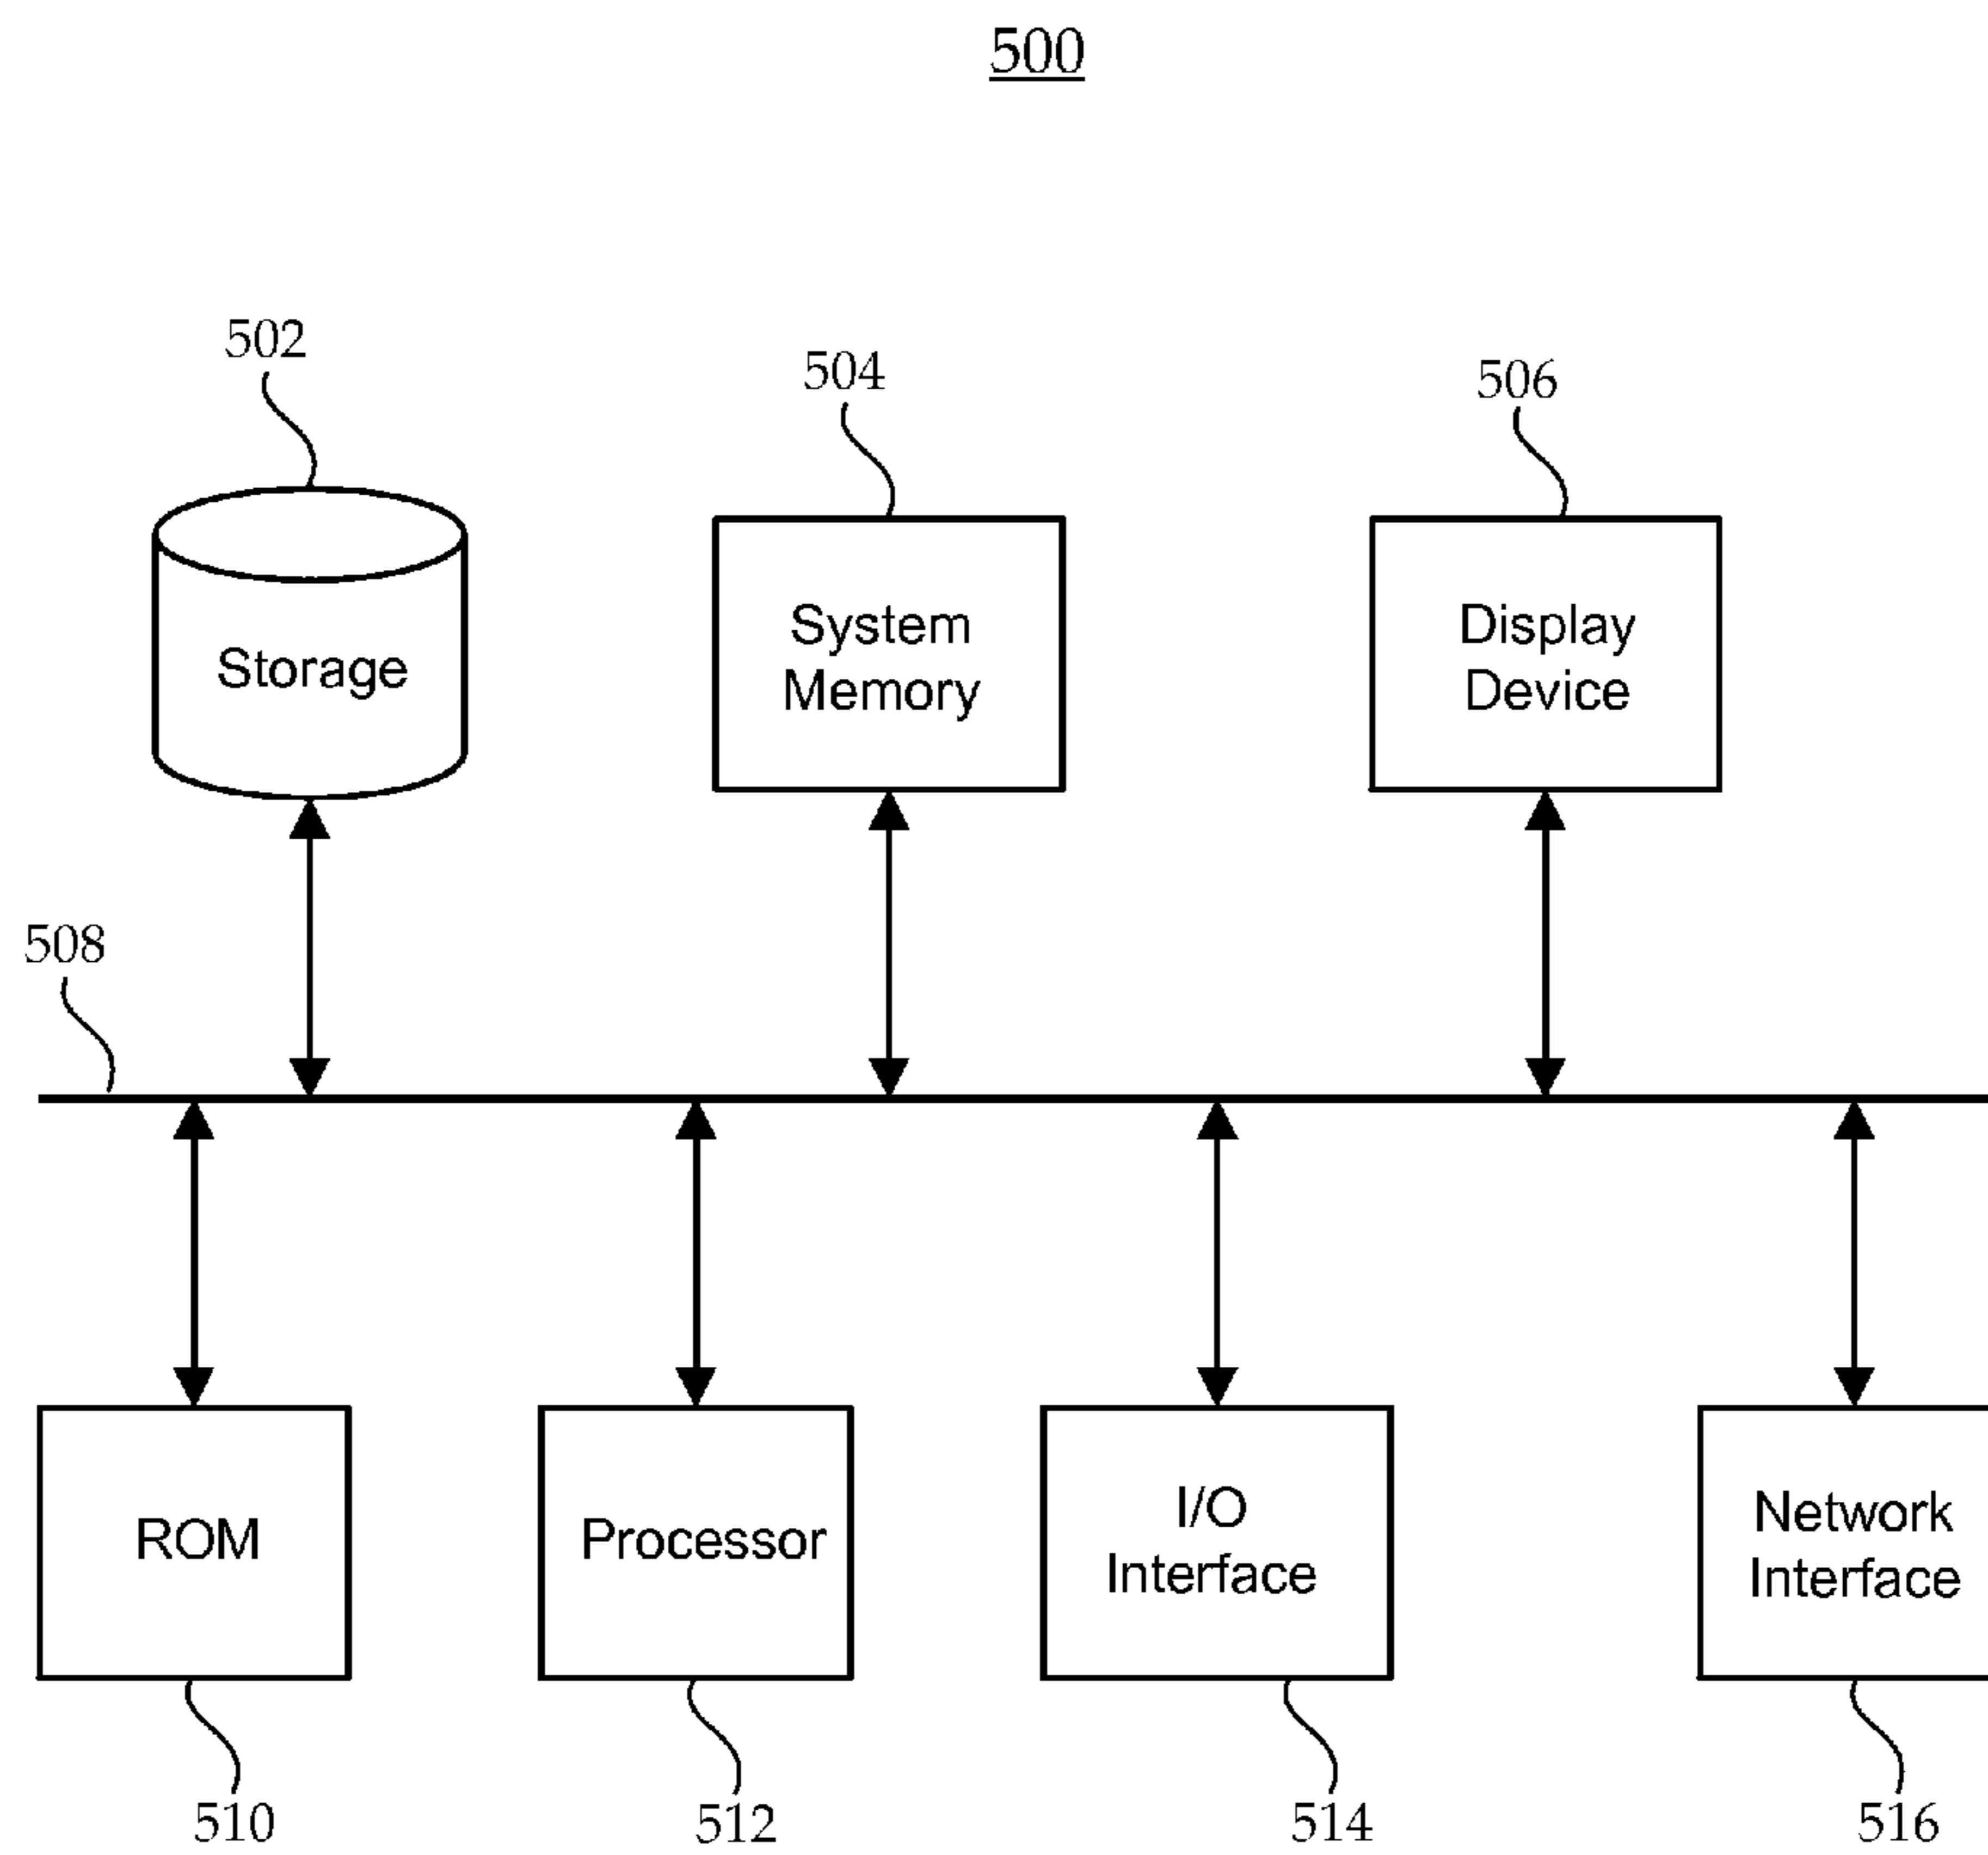 500
502
504
506
Storage
System
Memory
Display
Device
508
ROM
Processor
I/O
Interface
Network
Interface
510
512
514
516